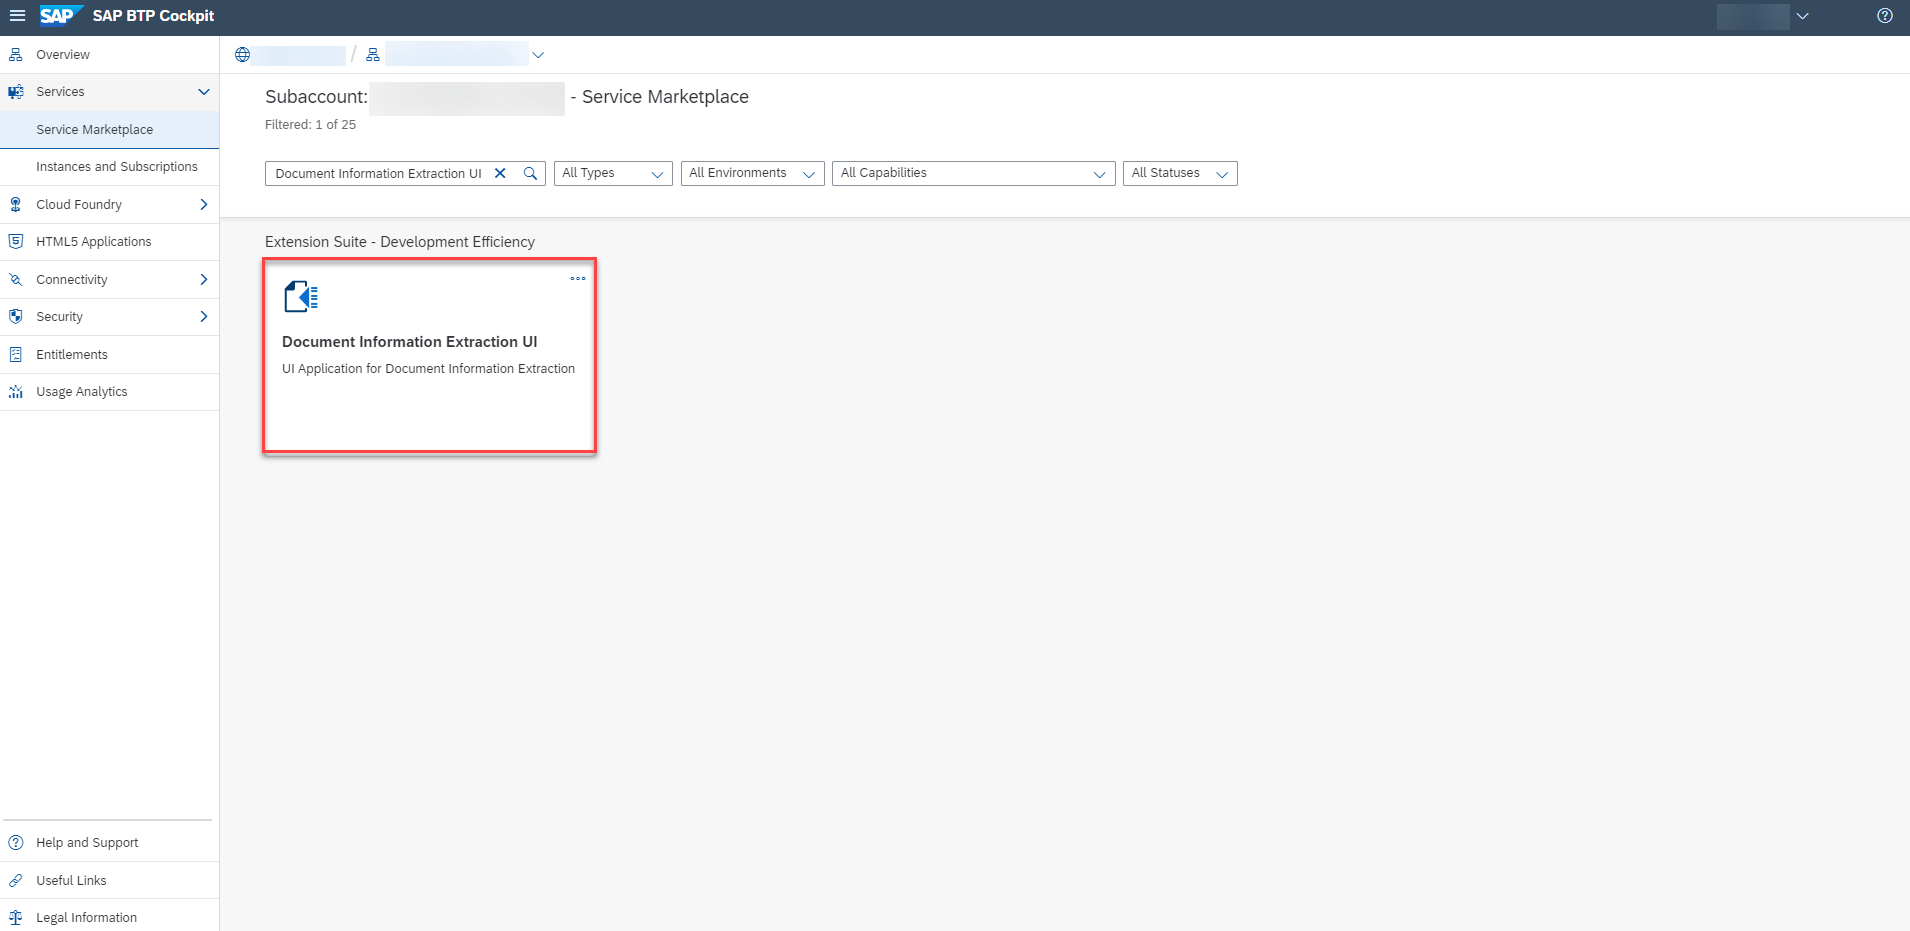 SAP SAP BTP Cockpit
Overview
Services
Service Marketplace
Instances and Subscriptions
Cloud Foundry
HTML5 Applications
Connectivity
Security
Entitlements
Usage Analytics
Help and Support
Useful Links
Legal Information
/
Subaccount: - Service Marketplace
Filtered: 1 of 25
Document Information Extraction UI All Types All Environments All Capabilities All Statuses
Extension Suite - Development Efficiency
Document Information Extraction UI
UI Application for Document Information Extraction